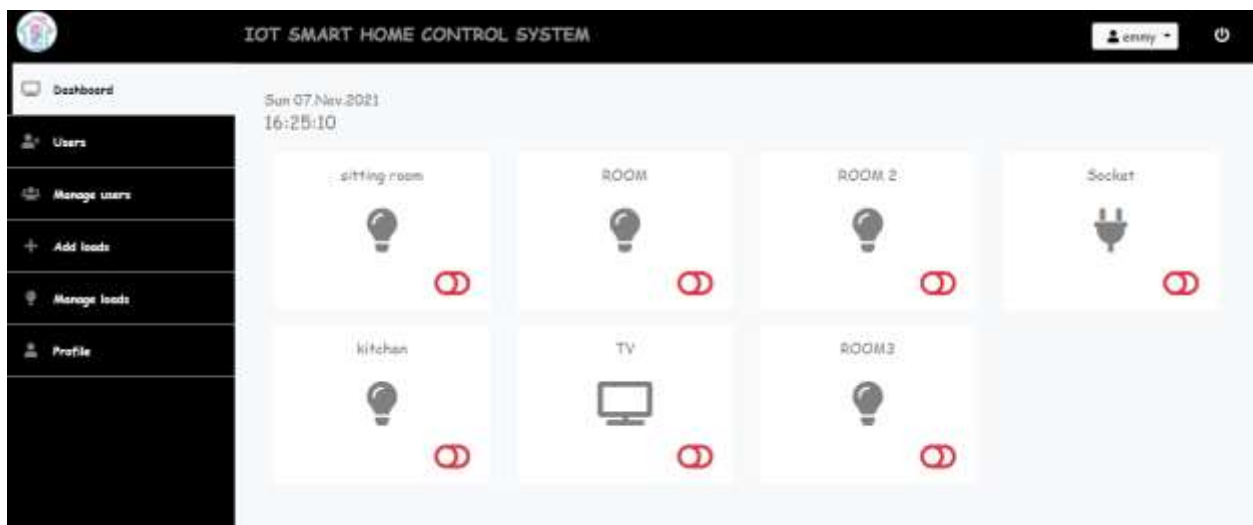 IOT SMART HOME CONTROL SYSTEM
emmy
Dashboard
Sun 07.Nov.2021
16:25:10
Users
Manage users
Add loads
Manage loads
Profile
sitting room
ROOM
ROOM 2
Socket
kitchen
TV
ROOM3